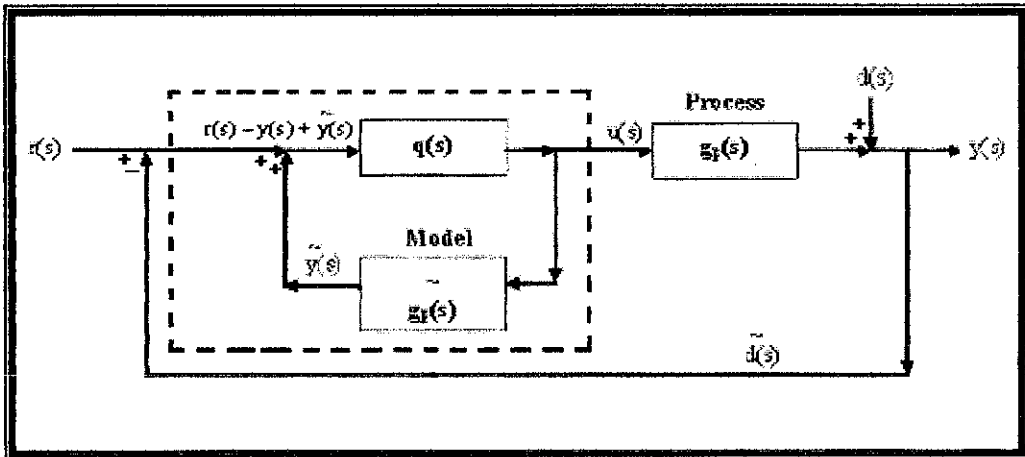 d(s)
Process
r(s) – y(s) + ỹ(s)
u(s)
r(s)
+
–
+
+
q(s)
gₚ(s)
+
+
y(s)
Model
ỹ(s)
g̃ₚ(s)
d̃(s)